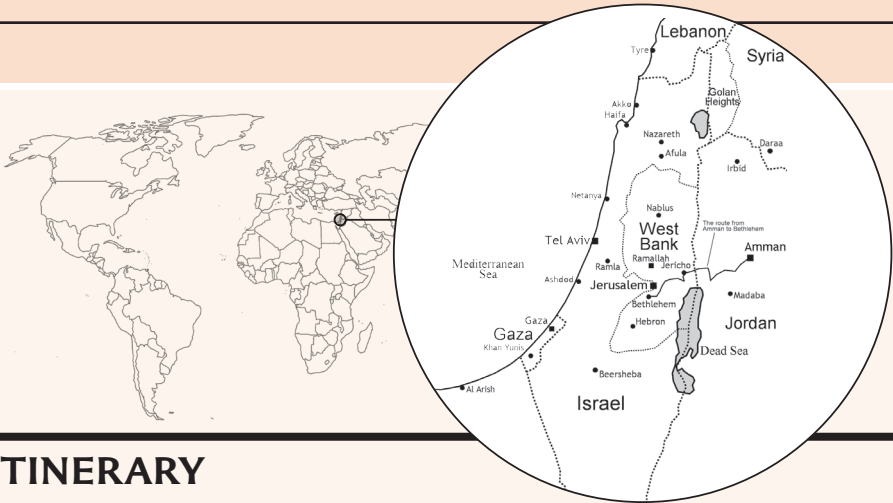 Lebanon
Syria
Tyre
Golan
Heights
Akko
Haifa
Nazareth
Afula
Daraa
Irbid
Netanya
Nablus
West
Bank
The route from
Amman to Bethlehem
Tel Aviv
Amman
Mediterranean
Sea
Ramla
Ramallah
Jericho
Ashdod
Jerusalem
Bethlehem
Madaba
Gaza
Hebron
Jordan
Gaza
Khan Yunis
Dead Sea
Beersheba
Al Arish
Israel
TINERARY